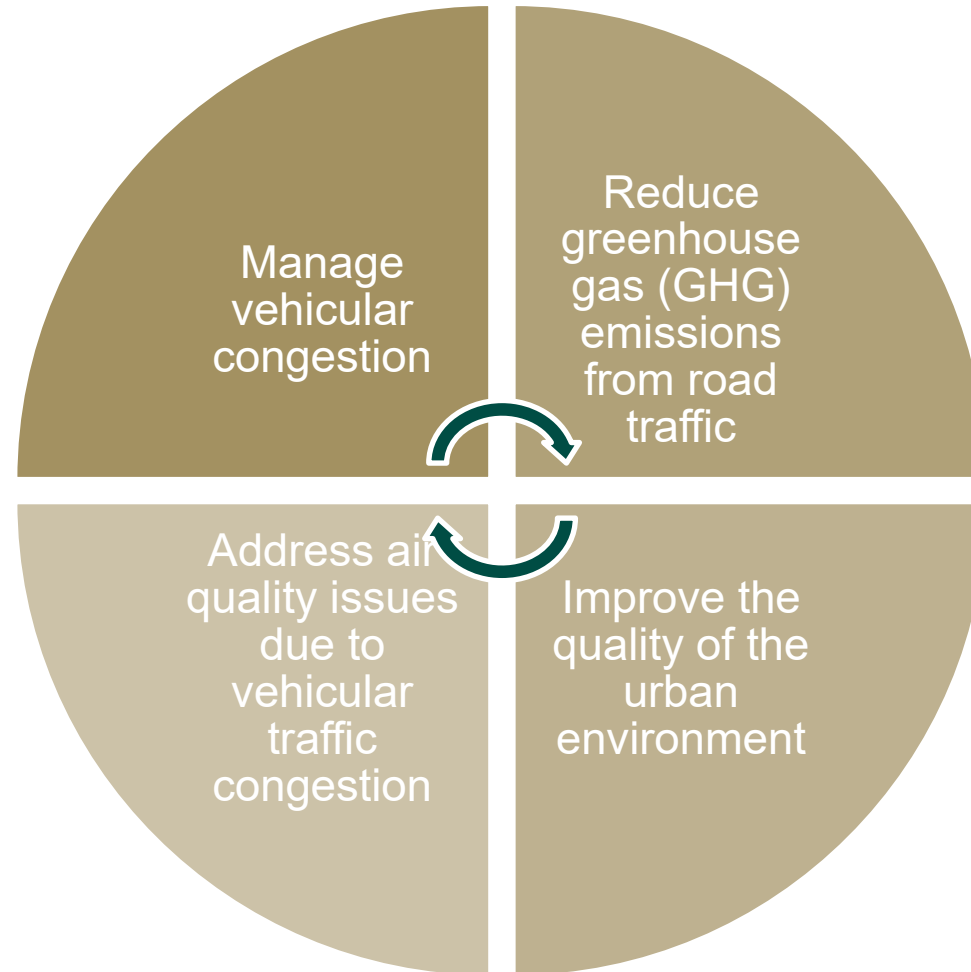 Manage
vehicular
congestion
Reduce
greenhouse
gas (GHG)
emissions
from road
traffic
Address air
quality issues
due to
vehicular
traffic
congestion
Improve the
quality of the
urban
environment